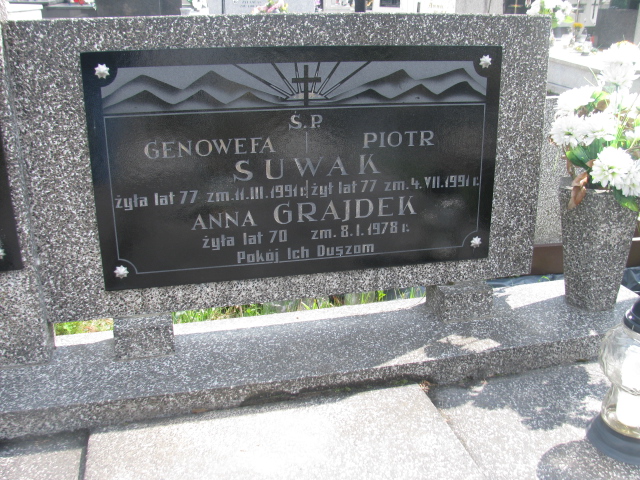 Ś.P.
GENOWEFA PIOTR
SUWAK
żyła lat 77 zm. 11.III.1991 r. żył lat 77 zm. 4.VII.1991 r.
ANNA GRAJDEK
żyła lat 70 zm. 8.I.1978 r.
Pokój Ich Duszom